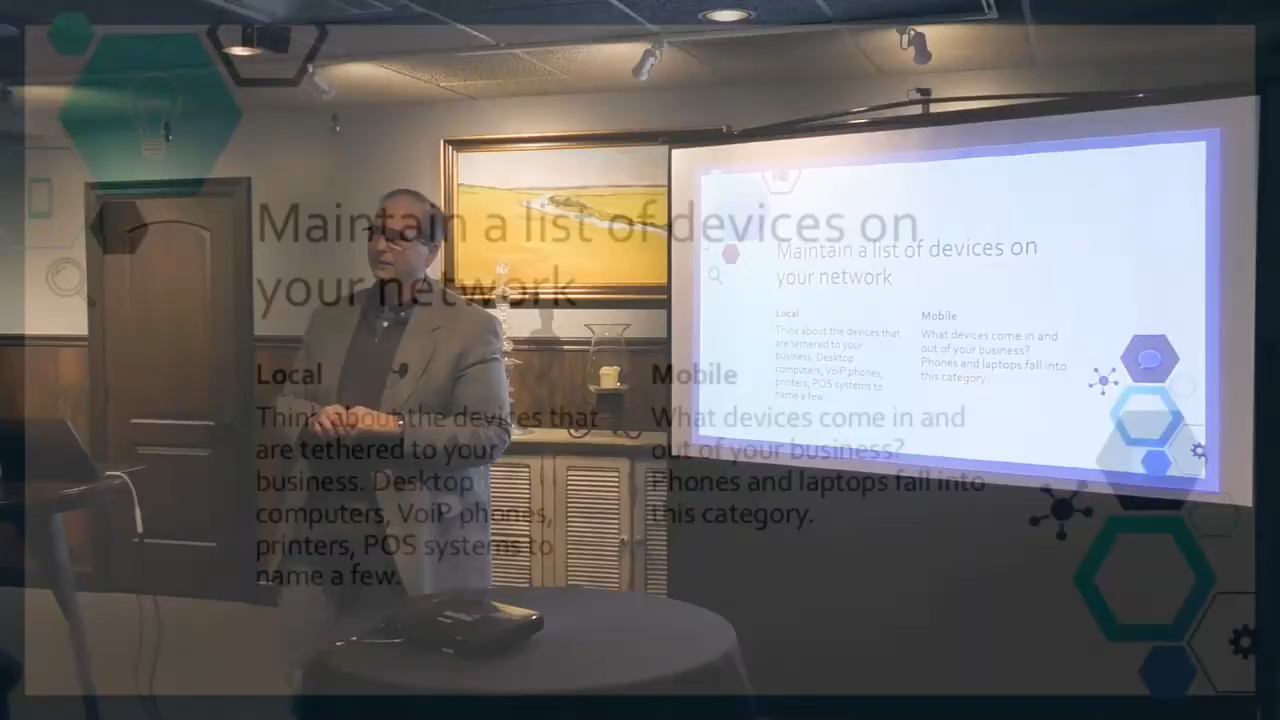 Maintain a list of devices on
your network
Local
Think about the devices that
are tethered to your
business. Desktop
computers, VoiP phones,
printers, POS systems to
name a few.
Mobile
What devices come in and
out of your business?
Phones and laptops fall into
this category.
Maintain a list of devices on
your network
Local
Think about the devices that
are tethered to your
business. Desktop
computers, VoiP phones,
printers, POS systems to
name a few.
Mobile
What devices come in and
out of your business?
Phones and laptops fall into
this category.